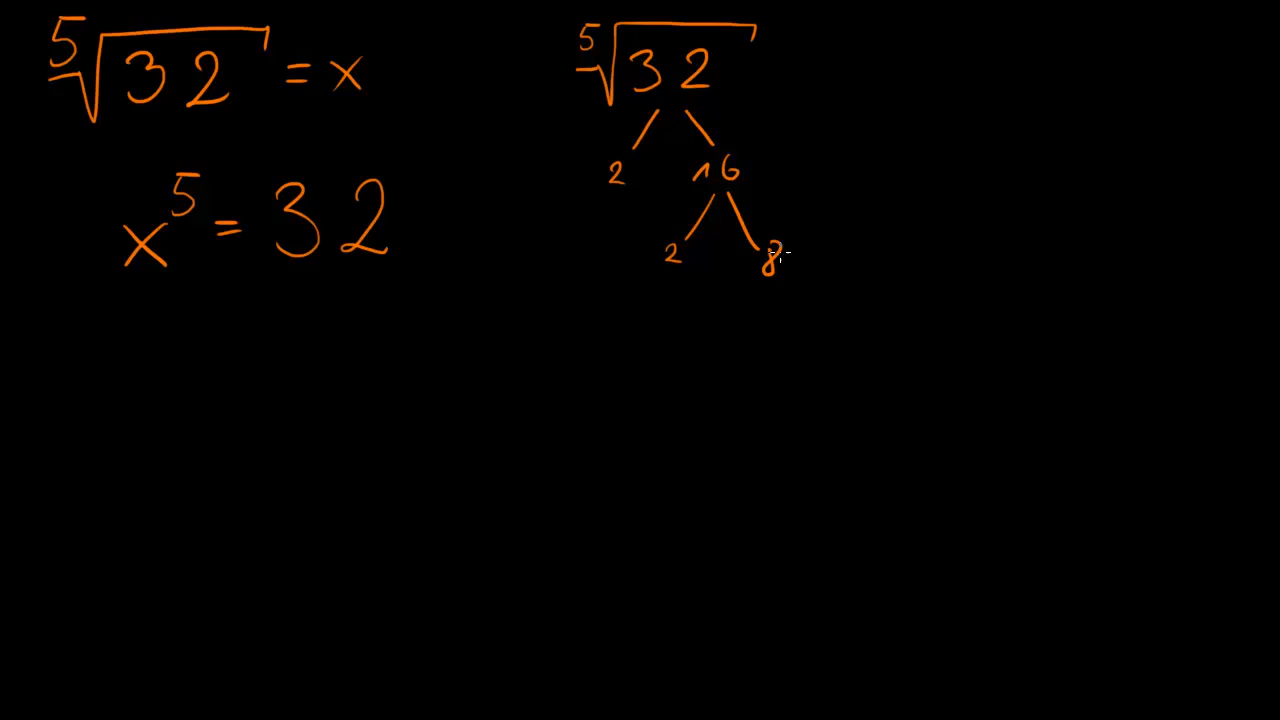 ⁵√32 = x
x⁵ = 32
⁵√32
2 16
2 8